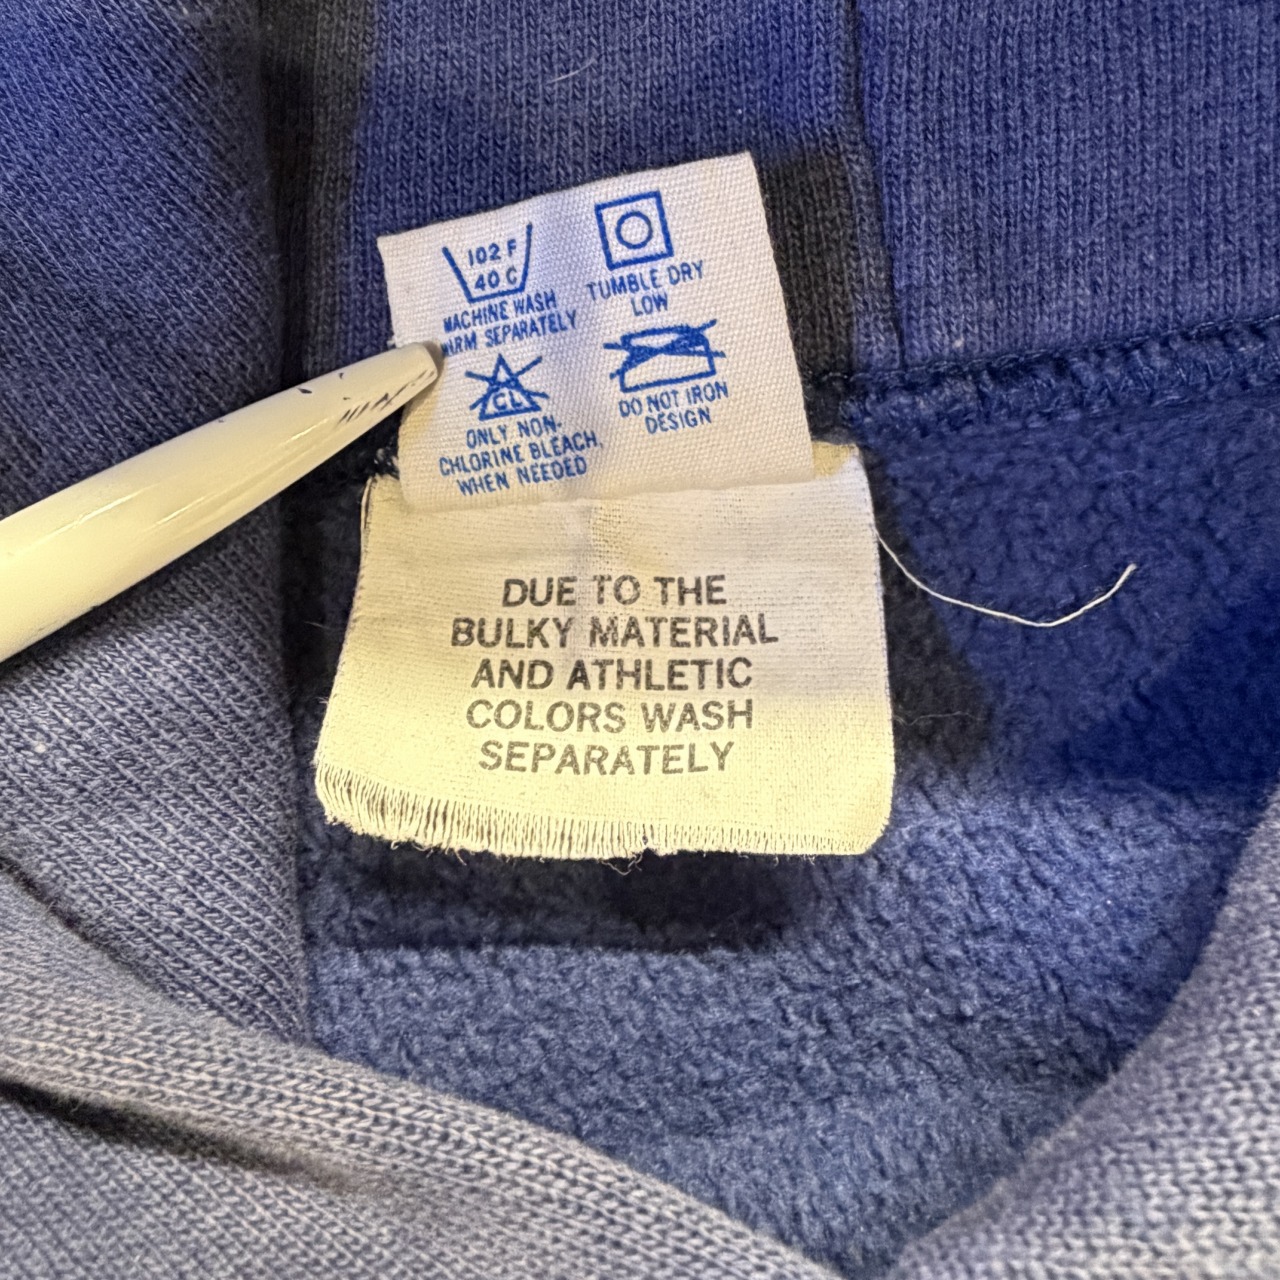 102 F
40 C
MACHINE WASH
WARM SEPARATELY
TUMBLE DRY
LOW
CL
ONLY NON-
CHLORINE BLEACH,
WHEN NEEDED
DO NOT IRON
DESIGN
DUE TO THE
BULKY MATERIAL
AND ATHLETIC
COLORS WASH
SEPARATELY